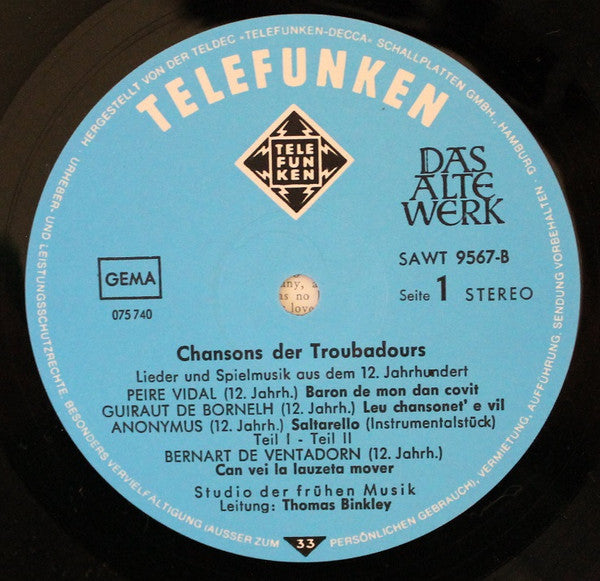 HERGESTELLT VON DER TELDEC »TELEFUNKEN-DECCA« SCHALLPLATTEN GMBH., HAMBURG
TELEFUNKEN
TELE
FUN
KEN
DAS
ALTE
WERK
SAWT 9567-B
GEMA
075 740
Seite 1 STEREO
any,
s no
love
Chansons der Troubadours
Lieder und Spielmusik aus dem 12. Jahrhundert
PEIRE VIDAL (12. Jahrh.) Baron de mon dan covit
GUIRAUT DE BORNELH (12. Jahrh.) Leu chansonet' e vil
ANONYMUS (12. Jahrh.) Saltarello (Instrumentalstück)
Teil I - Teil II
BERNART DE VENTADORN (12. Jahrh.)
Can vei la lauzeta mover
Studio der frühen Musik
Leitung: Thomas Binkley
33
URHEBER- UND LEISTUNGSSCHUTZRECHTE, BESONDERS VERVIELFÄLTIGUNG (AUSSER ZUM PERSÖNLICHEN GEBRAUCH), VERMIETUNG, AUFFÜHRUNG, SENDUNG VORBEHALTEN